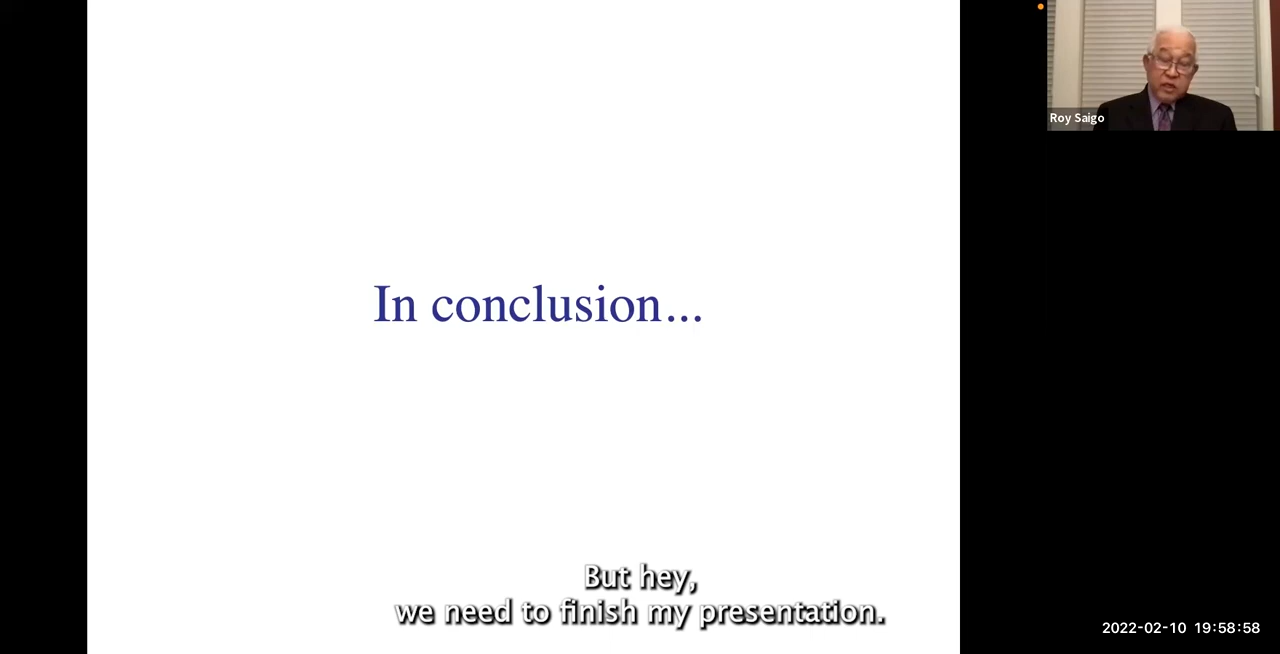 In conclusion...
Roy Saigo
But hey,
we need to finish my presentation.
2022-02-10 19:58:58